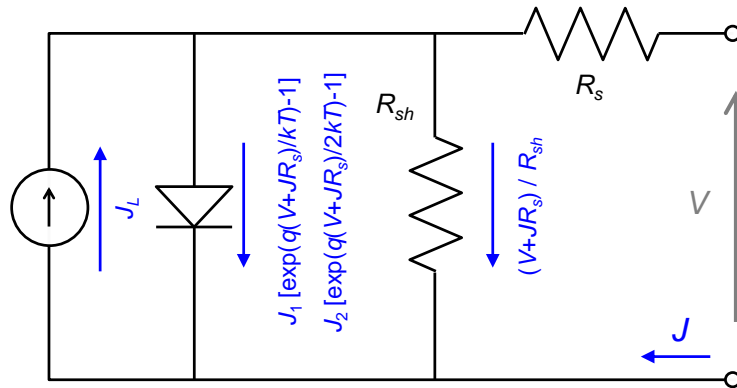 J_L
J_1 [exp(q(V+JR_s)/kT)-1]
J_2 [exp(q(V+JR_s)/2kT)-1]
R_sh
(V+JR_s) / R_sh
R_s
V
J